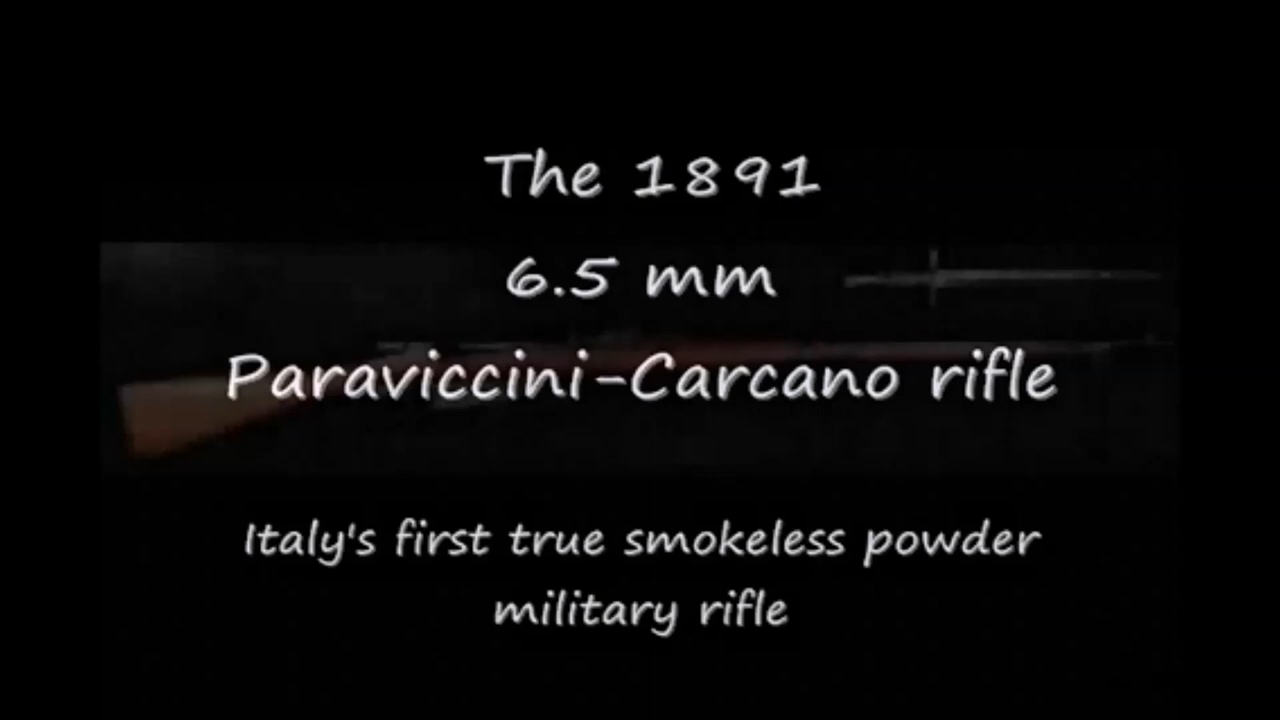 The 1891
6.5 mm
Paraviccini-Carcano rifle
Italy's first true smokeless powder
military rifle